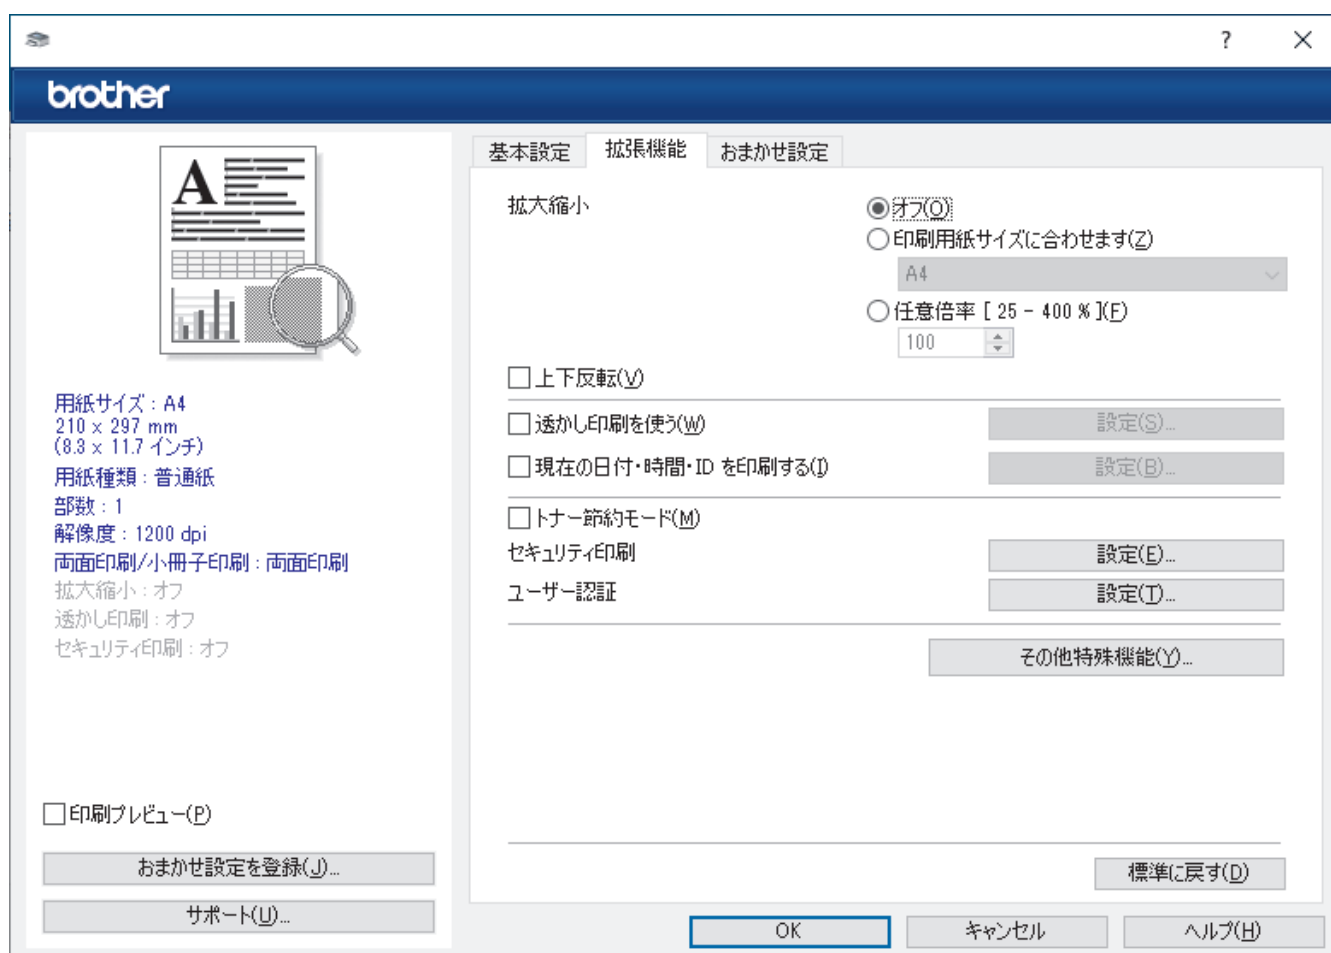 ?
brother
A
用紙サイズ : A4
210 x 297 mm
(8.3 x 11.7 インチ)
用紙種類 : 普通紙
部数 : 1
解像度 : 1200 dpi
両面印刷/小冊子印刷 : 両面印刷
拡大縮小 : オフ
透かし印刷 : オフ
セキュリティ印刷 : オフ
印刷プレビュー(P)
おまかせ設定を登録(J)...
サポート(U)...
基本設定 拡張機能 おまかせ設定
拡大縮小
オフ(O)
印刷用紙サイズに合わせます(Z)
A4
任意倍率 [ 25 - 400 % ](F)
100
上下反転(V)
透かし印刷を使う(W) 設定(S)...
現在の日付・時間・ID を印刷する(I) 設定(B)...
トナー節約モード(M)
セキュリティ印刷 設定(E)...
ユーザー認証 設定(T)...
その他特殊機能(Y)...
標準に戻す(D)
OK キャンセル ヘルプ(H)